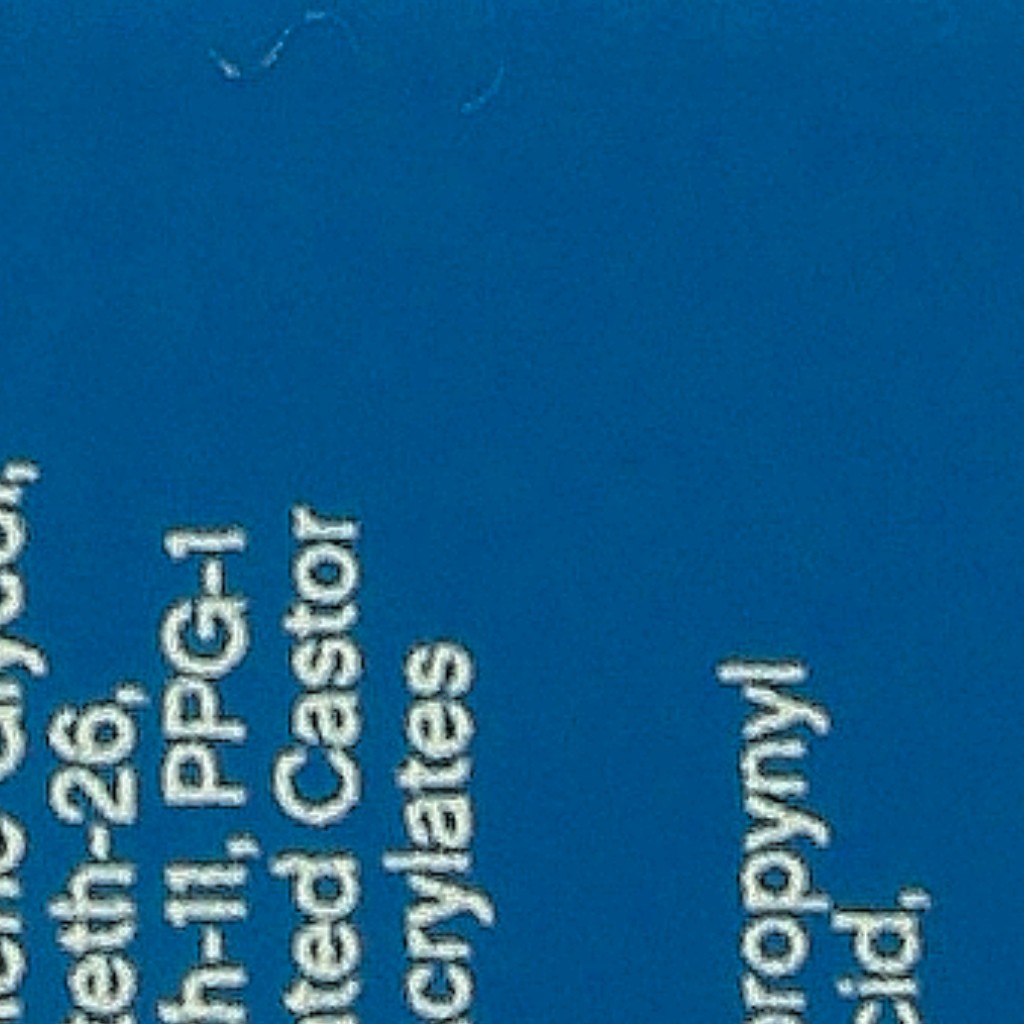 eth-26,
h-11, PPG-1
ted Castor
crylates
ropynyl
cid,